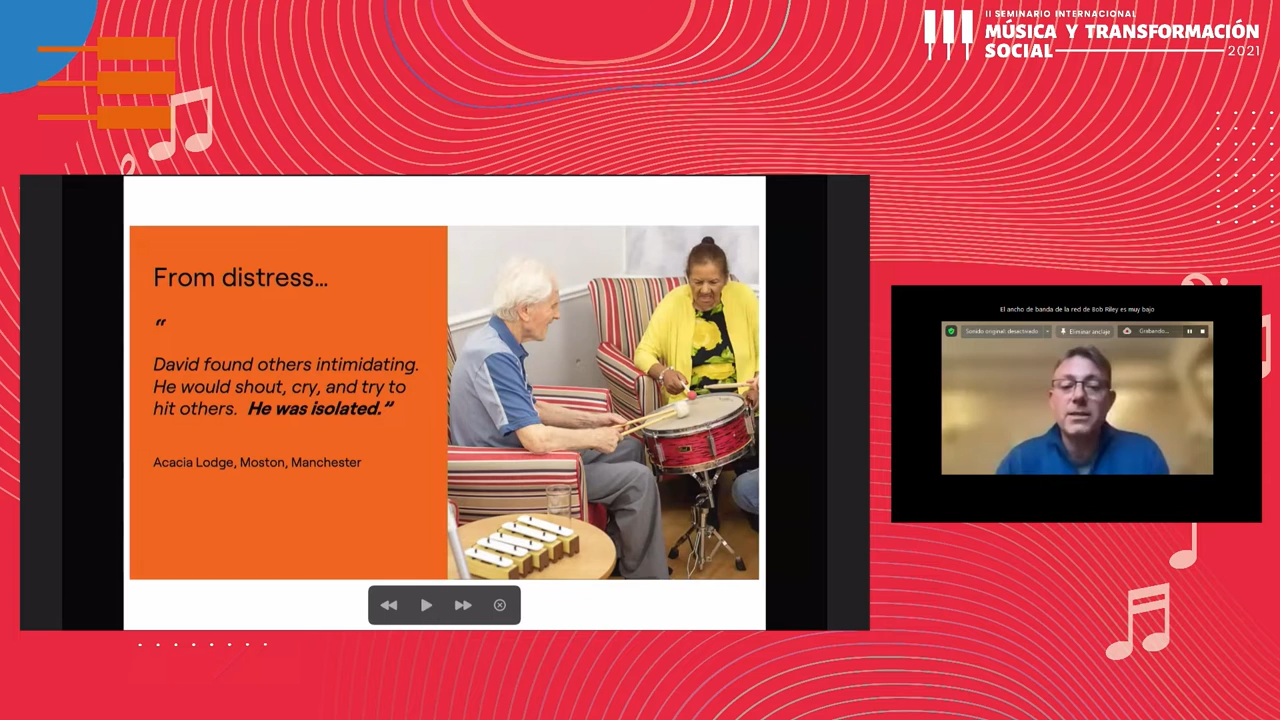 II SEMINARIO INTERNACIONAL
MÚSICA Y TRANSFORMACIÓN
SOCIAL
2021
From distress...
“
David found others intimidating.
He would shout, cry, and try to
hit others. He was isolated.”
Acacia Lodge, Moston, Manchester
El ancho de banda de la red de Bob Riley es muy bajo
Sonido original: desactivado
Eliminar anclaje
Grabando...